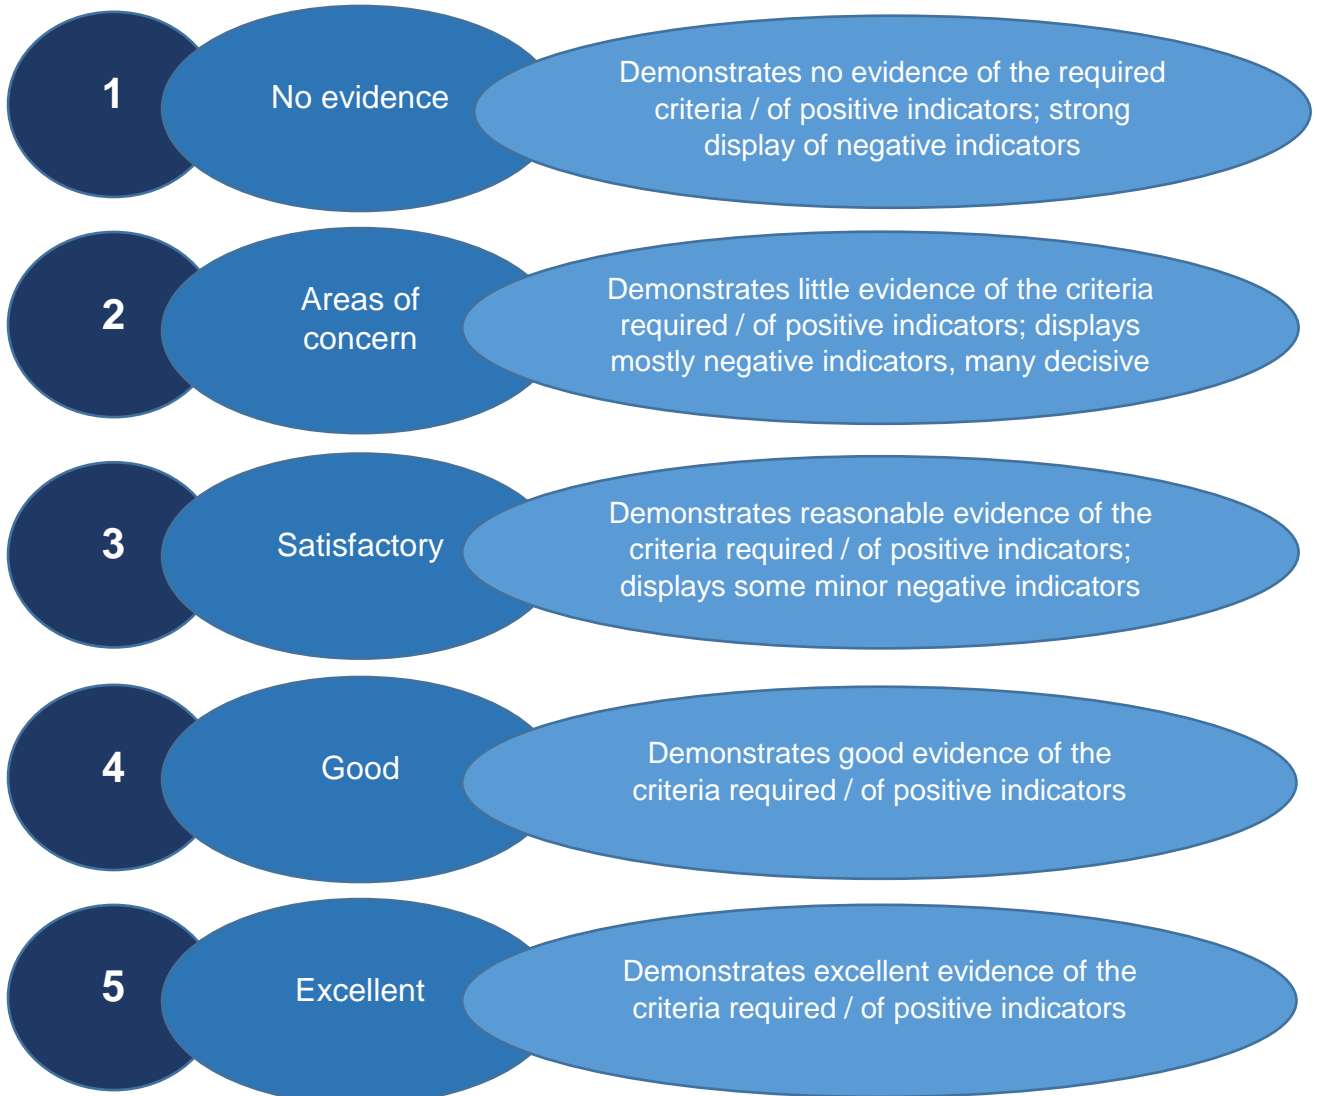 1
No evidence
Demonstrates no evidence of the required
criteria / of positive indicators; strong
display of negative indicators
2
Areas of
concern
Demonstrates little evidence of the criteria
required / of positive indicators; displays
mostly negative indicators, many decisive
3
Satisfactory
Demonstrates reasonable evidence of the
criteria required / of positive indicators;
displays some minor negative indicators
4
Good
Demonstrates good evidence of the
criteria required / of positive indicators
5
Excellent
Demonstrates excellent evidence of the
criteria required / of positive indicators